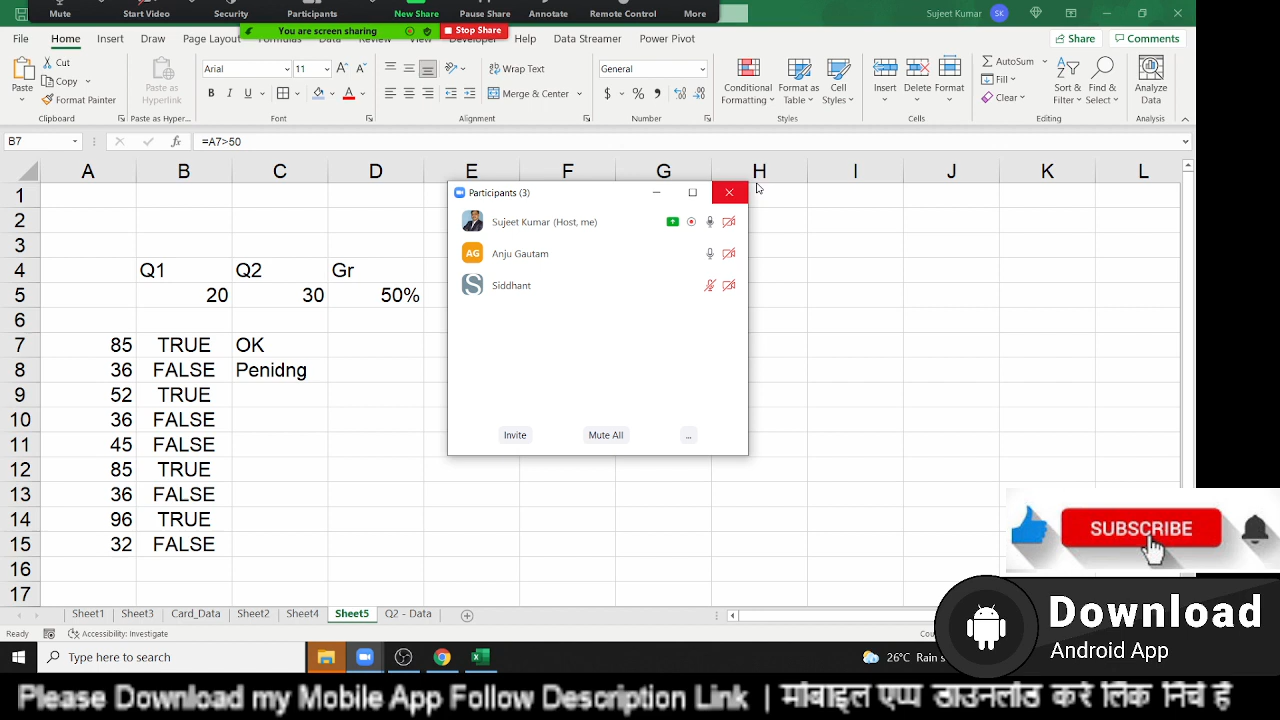 Mute Start Video Security Participants New Share Pause Share Annotate Remote Control More
You are screen sharing Stop Share
Sujeet Kumar SK
File Home Insert Draw Page Layout Formulas Data Review View Developer Help Data Streamer Power Pivot Share Comments
Paste Cut Copy Format Painter
Paste as Hyperlink
Arial 11
B I U
Wrap Text
Merge & Center
General
$ % ,
Conditional Formatting Format as Table Cell Styles
Insert Delete Format
AutoSum Fill Clear
Sort & Filter Find & Select
Analyze Data
Clipboard Paste as Hyper... Font Alignment Number Styles Cells Editing Analysis
B7 fx =A7>50
A B C D E F G H I J K L
1
2
3
4 Q1 Q2 Gr
5 20 30 50%
6
7 85 TRUE OK
8 36 FALSE Penidng
9 52 TRUE
10 36 FALSE
11 45 FALSE
12 85 TRUE
13 36 FALSE
14 96 TRUE
15 32 FALSE
16
17
Participants (3)
Sujeet Kumar (Host, me)
AG Anju Gautam
S Siddhant
Invite Mute All ...
SUBSCRIBE
Sheet1 Sheet3 Card_Data Sheet2 Sheet4 Sheet5 Q2 - Data
Ready Accessibility: Investigate
Download
Android App
Type here to search
26°C Rain
Please Download my Mobile App Follow Description Link | मोबाइल एप्प डाउनलोड करे लिंक निचे है